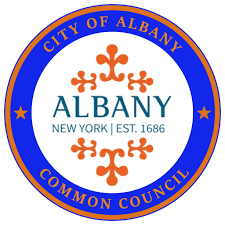 CITY OF ALBANY
ALBANY
NEW YORK | EST. 1686
COMMON COUNCIL